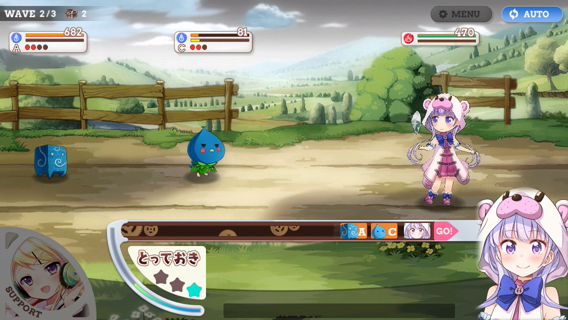 WAVE 2/3 2
MENU
AUTO
682
A
81
C
470
A C GO!
とっておき
SUPPORT